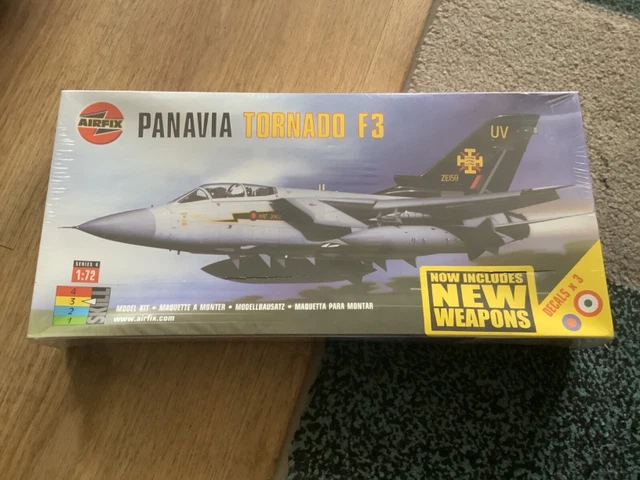 AIRFIX
PANAVIA TORNADO F3
UV
ZE159
SERIES 4
1:72
4
3
2
1
SKILL
MODEL KIT • MAQUETTE A MONTER • MODELLBAUSATZ • MAQUETTA PARA MONTAR
www.airfix.com
NOW INCLUDES
NEW
WEAPONS
DECALS x 3